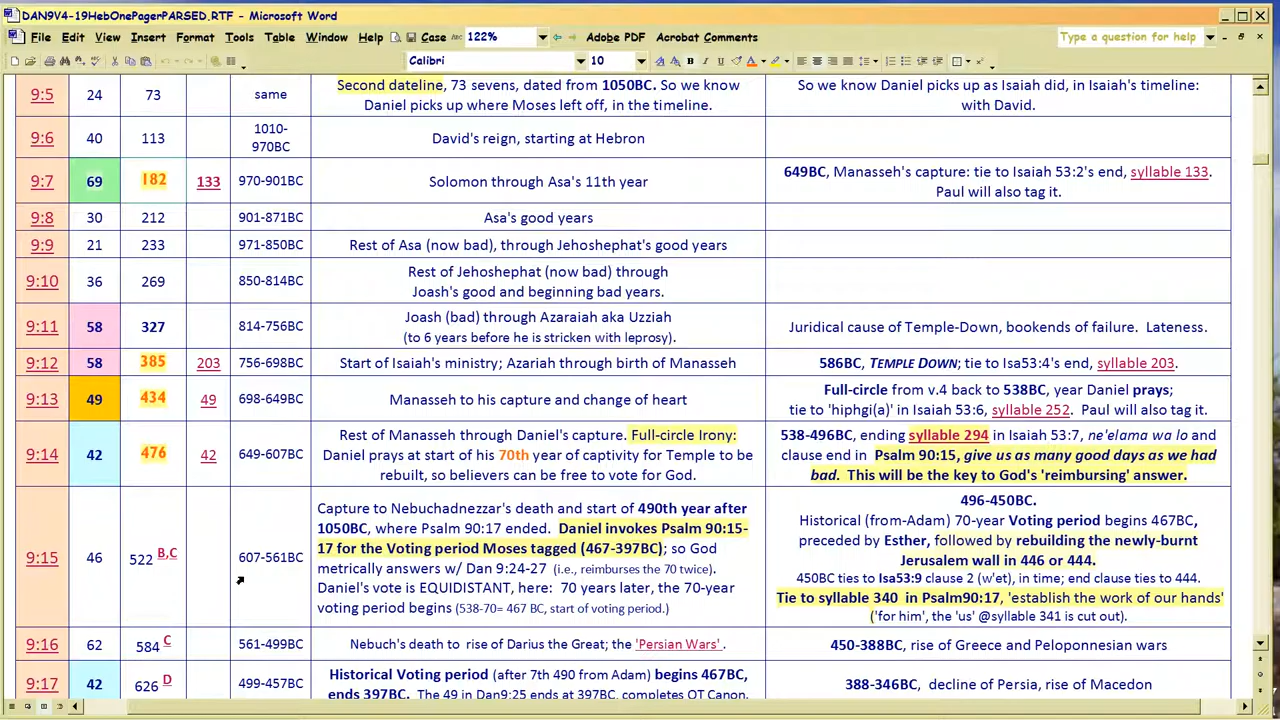 DAN9V4-19HebOnePagerPARSED.RTF - Microsoft Word
File Edit View Insert Format Tools Table Window Help Case 122% Adobe PDF Acrobat Comments Type a question for help
Calibri 10
9:5 24 73 same Second dateline, 73 sevens, dated from 1050BC. So we know So we know Daniel picks up as Isaiah did, in Isaiah's timeline:
Daniel picks up where Moses left off, in the timeline. with David.
9:6 40 113 1010-
970BC David's reign, starting at Hebron
9:7 69 182 133 970-901BC Solomon through Asa's 11th year 649BC, Manasseh's capture: tie to Isaiah 53:2's end, syllable 133.
Paul will also tag it.
9:8 30 212 901-871BC Asa's good years
9:9 21 233 971-850BC Rest of Asa (now bad), through Jehoshephat's good years
9:10 36 269 850-814BC Rest of Jehoshephat (now bad) through
Joash's good and beginning bad years.
9:11 58 327 814-756BC Joash (bad) through Azaraiah aka Uzziah
(to 6 years before he is stricken with leprosy). Juridical cause of Temple-Down, bookends of failure. Lateness.
9:12 58 385 203 756-698BC Start of Isaiah's ministry; Azariah through birth of Manasseh 586BC, TEMPLE DOWN; tie to Isa53:4's end, syllable 203.
9:13 49 434 49 698-649BC Manasseh to his capture and change of heart Full-circle from v.4 back to 538BC, year Daniel prays;
tie to 'hiphgi(a)' in Isaiah 53:6, syllable 252. Paul will also tag it.
9:14 42 476 42 649-607BC Rest of Manasseh through Daniel's capture. Full-circle Irony: 538-496BC, ending syllable 294 in Isaiah 53:7, ne'elama wa lo and
Daniel prays at start of his 70th year of captivity for Temple to be clause end in Psalm 90:15, give us as many good days as we had
rebuilt, so believers can be free to vote for God. bad. This will be the key to God's 'reimbursing' answer.
9:15 46 522 B,C 607-561BC Capture to Nebuchadnezzar's death and start of 490th year after 496-450BC.
1050BC, where Psalm 90:17 ended. Daniel invokes Psalm 90:15- Historical (from-Adam) 70-year Voting period begins 467BC,
17 for the Voting period Moses tagged (467-397BC); so God preceded by Esther, followed by rebuilding the newly-burnt
metrically answers w/ Dan 9:24-27 (i.e., reimburses the 70 twice). Jerusalem wall in 446 or 444.
Daniel's vote is EQUIDISTANT, here: 70 years later, the 70-year 450BC ties to Isa53:9 clause 2 (w'et), in time; end clause ties to 444.
voting period begins (538-70= 467 BC, start of voting period.) Tie to syllable 340 in Psalm90:17, 'establish the work of our hands'
('for him', the 'us' @syllable 341 is cut out).
9:16 62 584 C 561-499BC Nebuch's death to rise of Darius the Great; the 'Persian Wars'. 450-388BC, rise of Greece and Peloponnesian wars
9:17 42 626 D 499-457BC Historical Voting period (after 7th 490 from Adam) begins 467BC, 388-346BC, decline of Persia, rise of Macedon
ends 397BC. The 49 in Dan9:25 ends at 397BC, completes OT Canon.